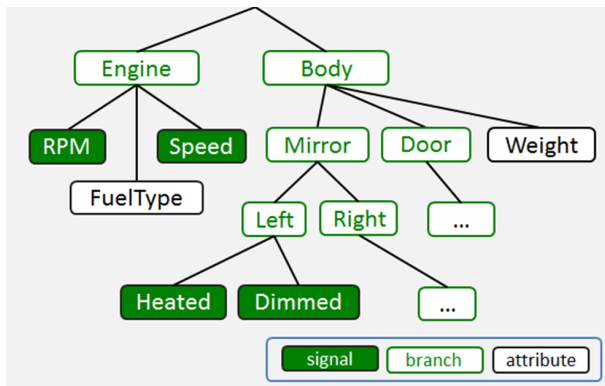 Engine Body
RPM Speed Mirror Door Weight
FuelType
Left Right ...
Heated Dimmed ...
signal branch attribute